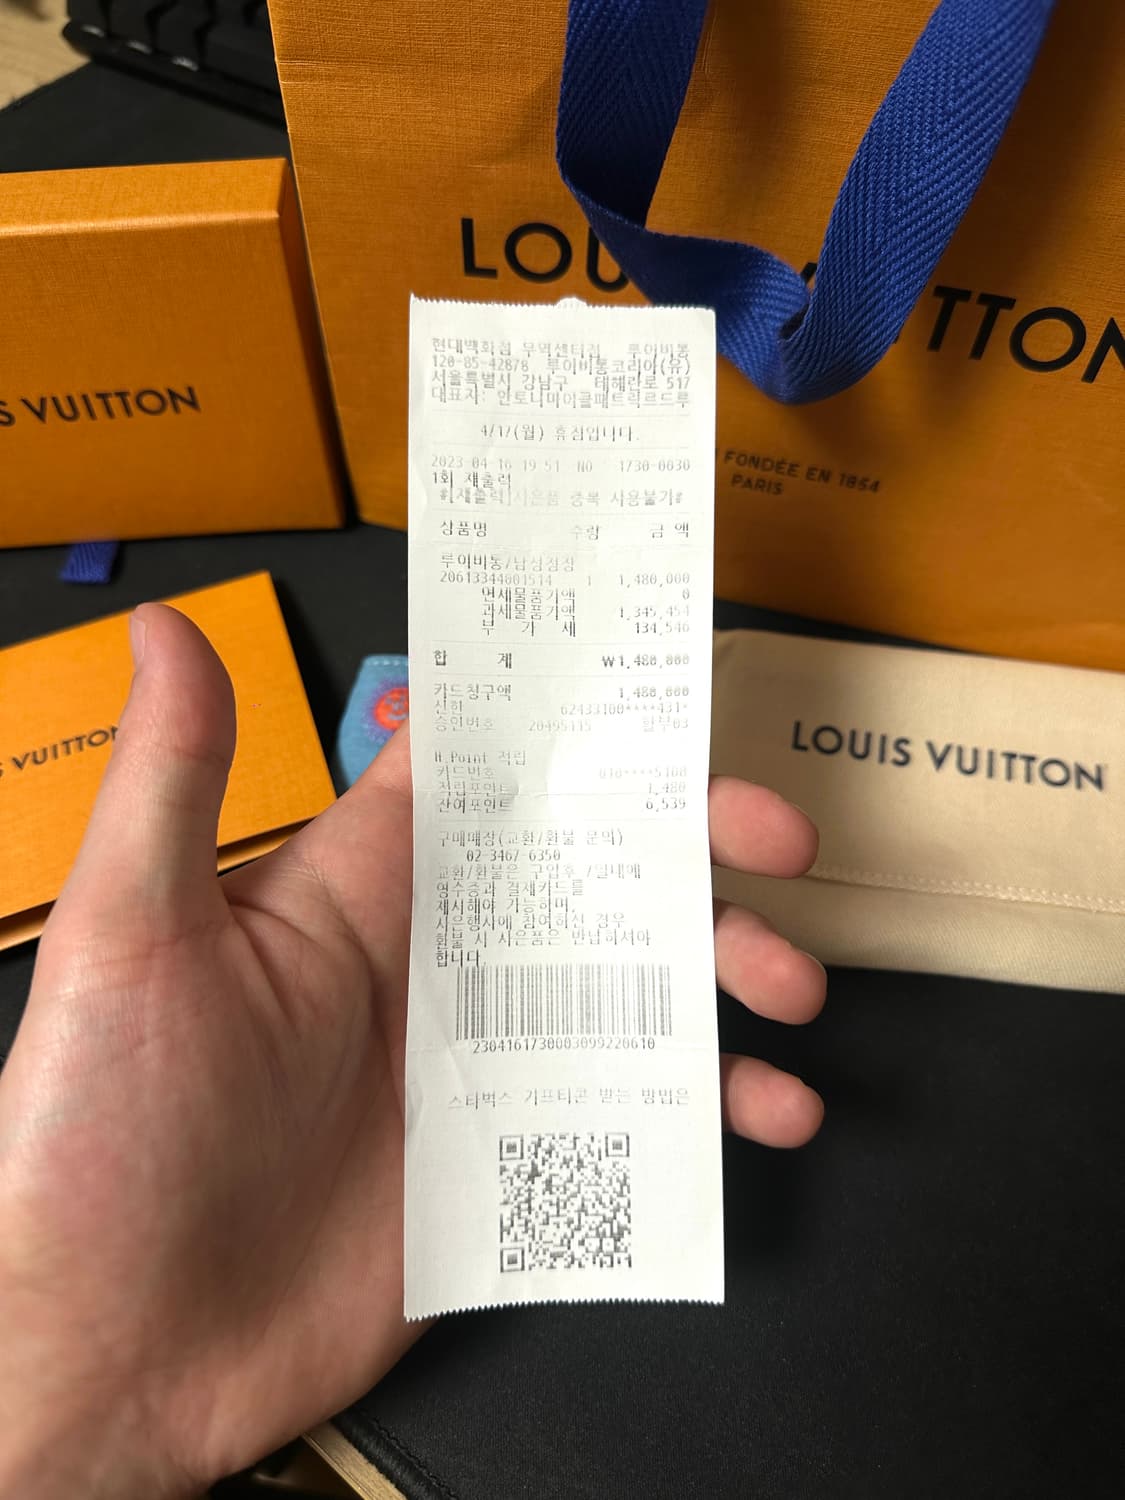 LOUIS VUITTON
FONDÉE EN 1854
PARIS
S VUITTON
S VUITTON
LOUIS VUITTON
현대백화점 무역센터점 루이비통
120-85-42878 루이비통코리아(유)
서울특별시 강남구 테헤란로 517
대표자: 안토니마이클패트릭르드루
4/17(월) 휴점입니다.
2023-04-16 19:51 NO : 1730-0030
1회 재출력
#[재출력]사은품 증복 사용불가#
상품명 수량 금 액
루이비통/남성정장
20613344001514 1 1,480,000
면세물품가액 0
과세물품가액 1,345,454
부 가 세 134,546
합 계 ₩1,480,000
카드청구액 1,480,000
신한 62433100****431*
승인번호 할부03
H.Point 적립
카드번호 010****5100
적립포인트 1,480
잔여포인트 6,539
구매매장(교환/환불 문의)
02-3467-6350
교환/환불은 구입후 7일내에
영수증과 결제카드를
제시해야 가능하며,
사은행사에 참여하신 경우
환불 시 사은품은 반납하셔야
합니다.
2304161730003099220610
스타벅스 기프티콘 받는 방법은